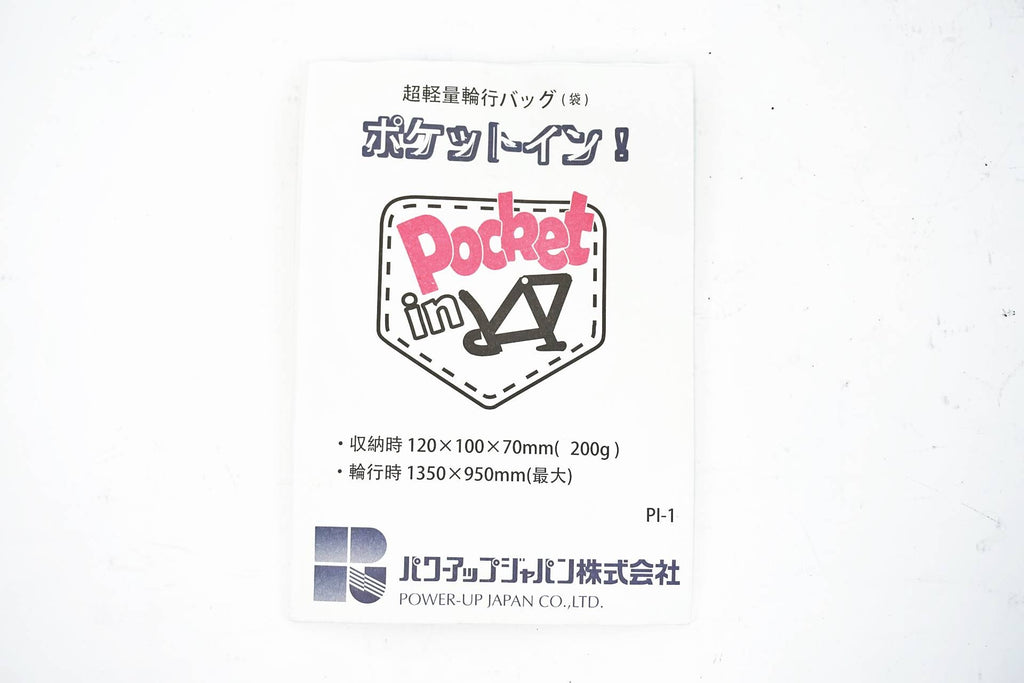 超軽量輪行バッグ(袋)
ポケットイン!
Pocket
in
・収納時 120×100×70mm( 200g)
・輪行時 1350×950mm(最大)
PI-1
パワーアップジャパン株式会社
POWER-UP JAPAN CO.,LTD.